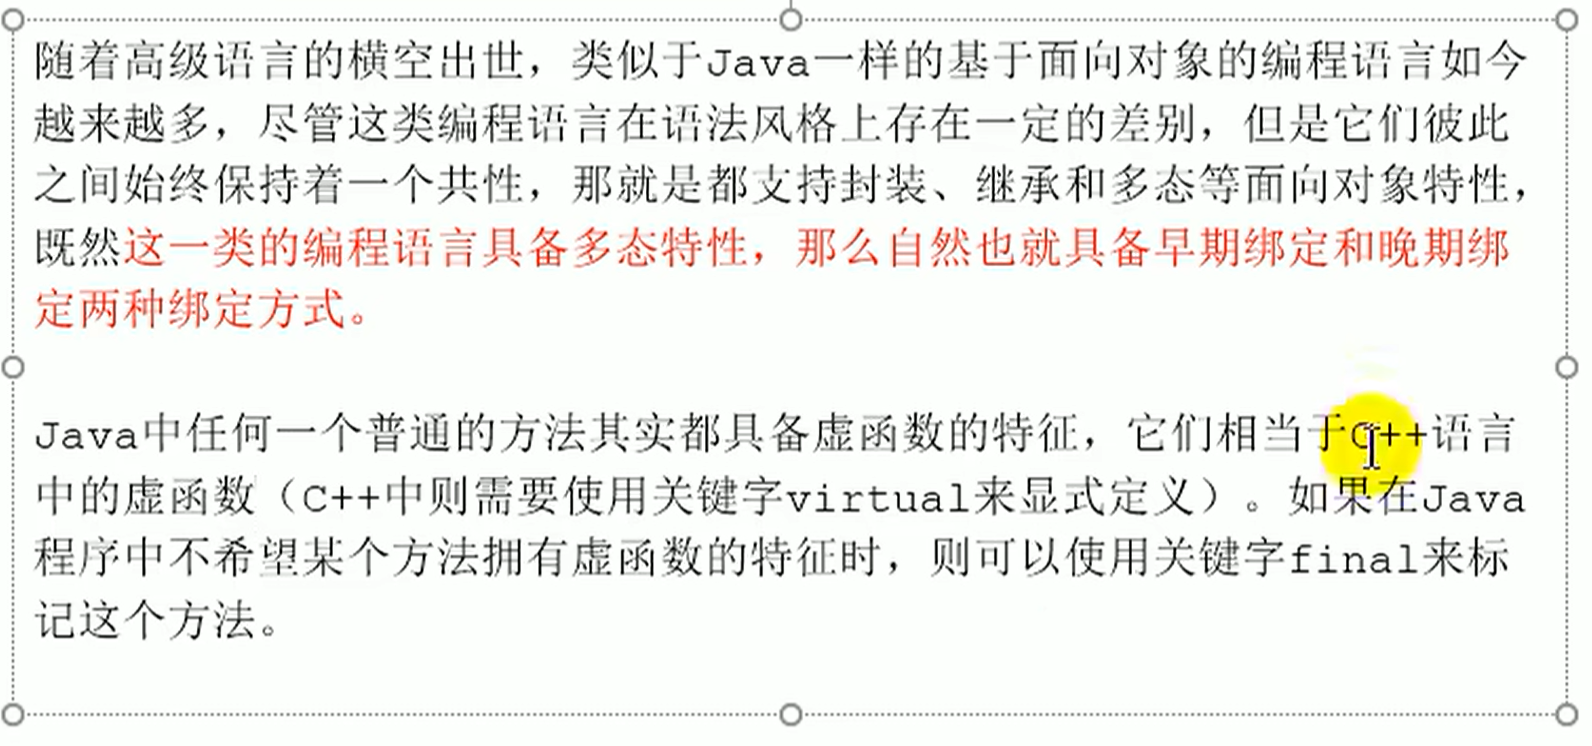 随着高级语言的横空出世，类似于Java一样的基于面向对象的编程语言如今
越来越多，尽管这类编程语言在语法风格上存在一定的差别，但是它们彼此
之间始终保持着一个共性，那就是都支持封装、继承和多态等面向对象特性，
既然这一类的编程语言具备多态特性，那么自然也就具备早期绑定和晚期绑
定两种绑定方式。
Java中任何一个普通的方法其实都具备虚函数的特征，它们相当于C++语言
中的虚函数（C++中则需要使用关键字virtual来显式定义）。如果在Java
程序中不希望某个方法拥有虚函数的特征时，则可以使用关键字final来标
记这个方法。